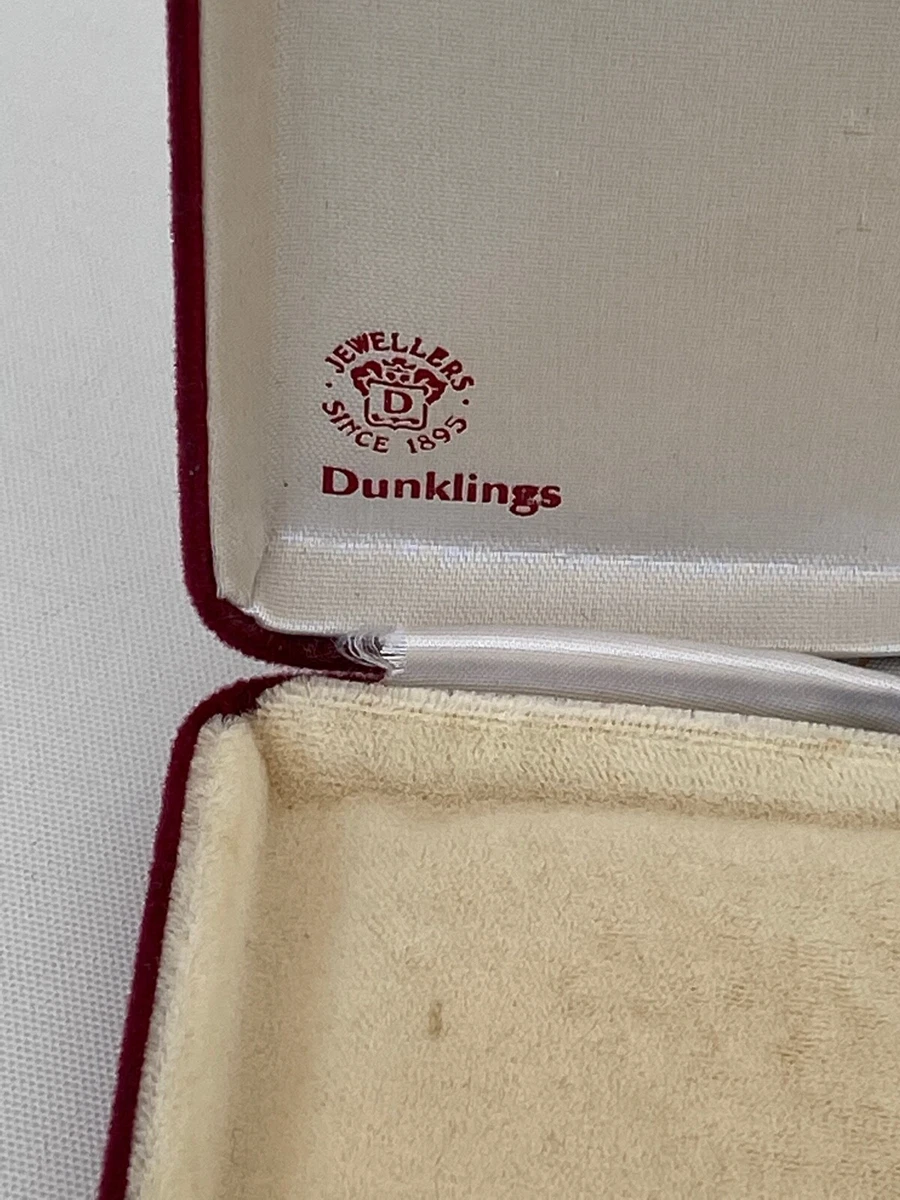 · JEWELLERS ·
D
SINCE 1895
Dunklings